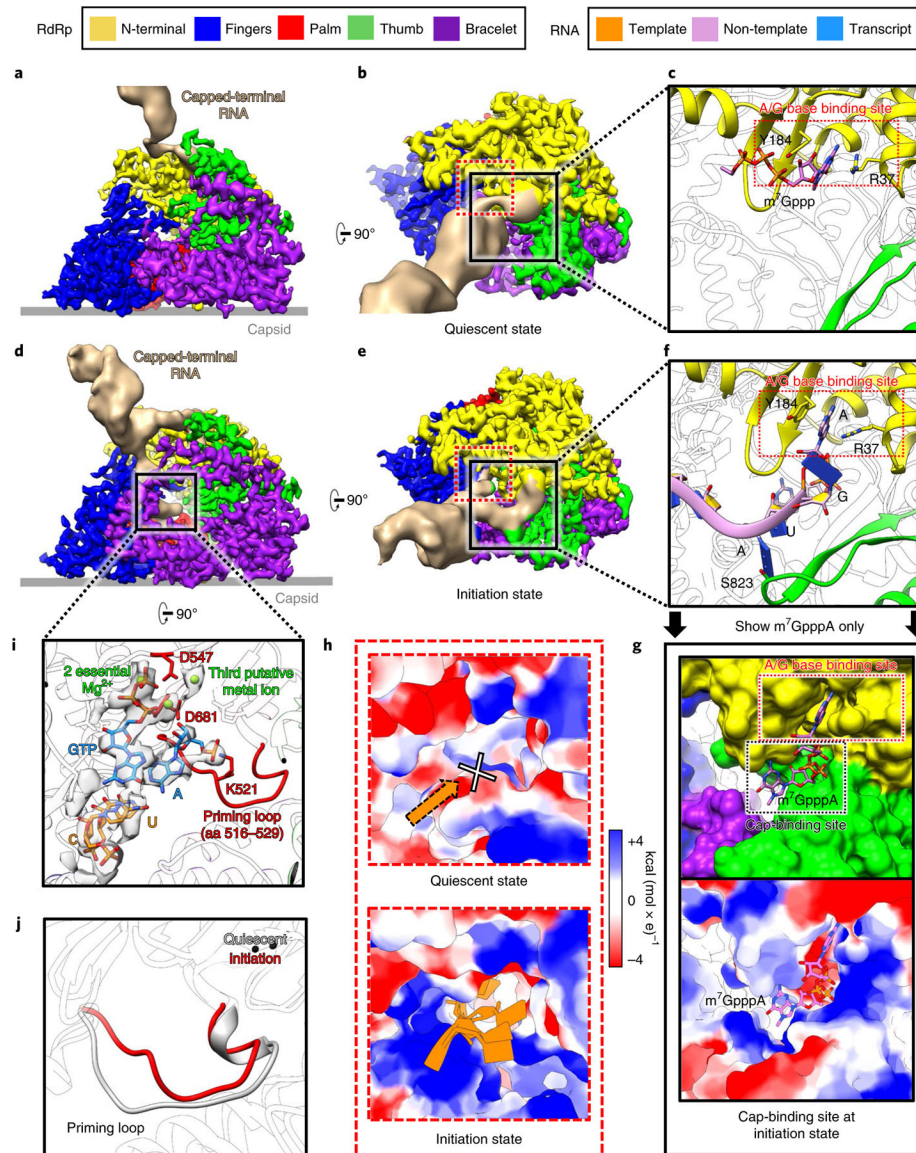 RdRp
N-terminal
Fingers
Palm
Thumb
Bracelet
RNA
Template
Non-template
Transcript
a
Capped-terminal
RNA
Capsid
90°
b
Quiescent state
c
A/G base binding site
Y184
R37
m7Gppp
d
Capped-terminal
RNA
Capsid
90°
e
Initiation state
f
A/G base binding site
Y184
A
R37
G
U
A
S823
90°
Show m7GpppA only
i
D547
2 essential
Mg2+
Third putative
metal ion
D681
GTP
A
K521
U
C
Priming loop
(aa 516–529)
h
Quiescent state
+4
0
−4
kcal (mol × e)−1
Initiation state
g
A/G base binding site
m7GpppA
Cap-binding site
m7GpppA
Cap-binding site at
initiation state
j
Quiescent
Initiation
Priming loop